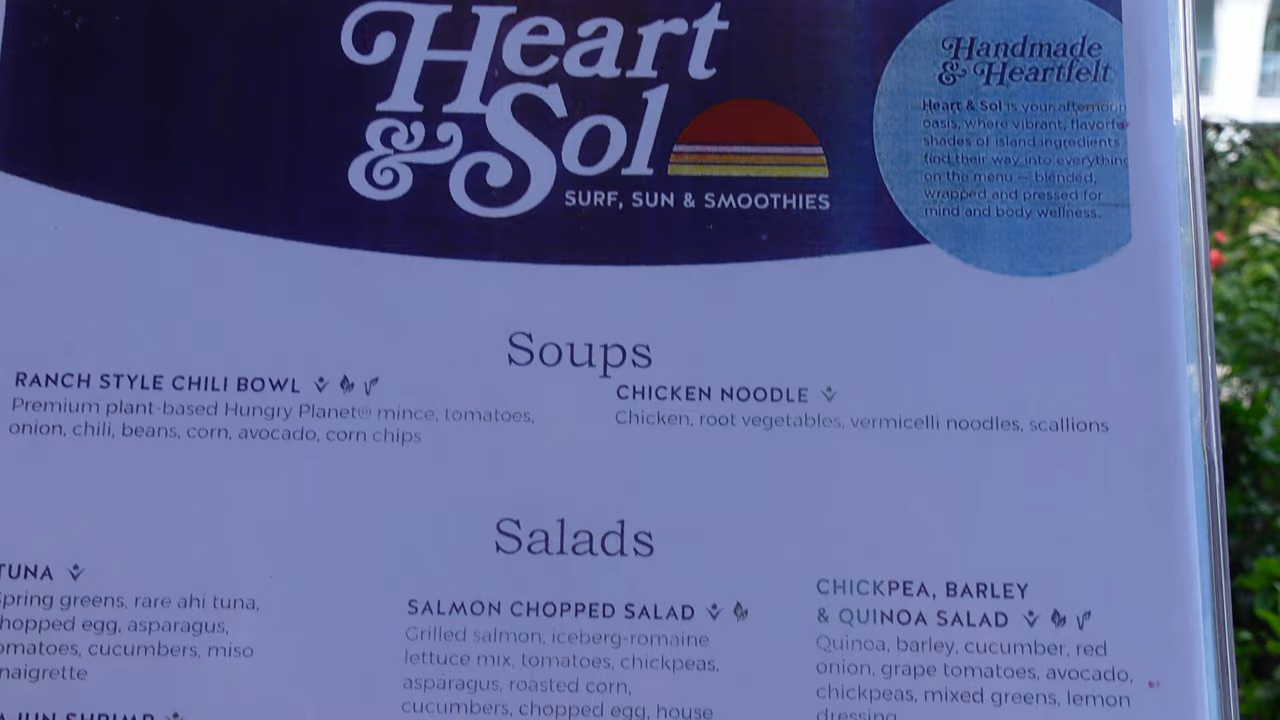 Heart
& Sol
SURF, SUN & SMOOTHIES
Handmade
& Heartfelt
Heart & Sol is your afternoon
oasis, where vibrant, flavorfu
shades of island ingredients
find their way into everything
on the menu — blended,
wrapped and pressed for
mind and body wellness.
Soups
RANCH STYLE CHILI BOWL
Premium plant-based Hungry Planet® mince, tomatoes,
onion, chili, beans, corn, avocado, corn chips
CHICKEN NOODLE
Chicken, root vegetables, vermicelli noodles, scallions
Salads
TUNA
pring greens, rare ahi tuna,
hopped egg, asparagus,
omatoes, cucumbers, miso
naigrette
AJUN SHRIMP
SALMON CHOPPED SALAD
Grilled salmon, iceberg-romaine
lettuce mix, tomatoes, chickpeas,
asparagus, roasted corn,
cucumbers, chopped egg, house
CHICKPEA, BARLEY
& QUINOA SALAD
Quinoa, barley, cucumber, red
onion, grape tomatoes, avocado,
chickpeas, mixed greens, lemon
dressing